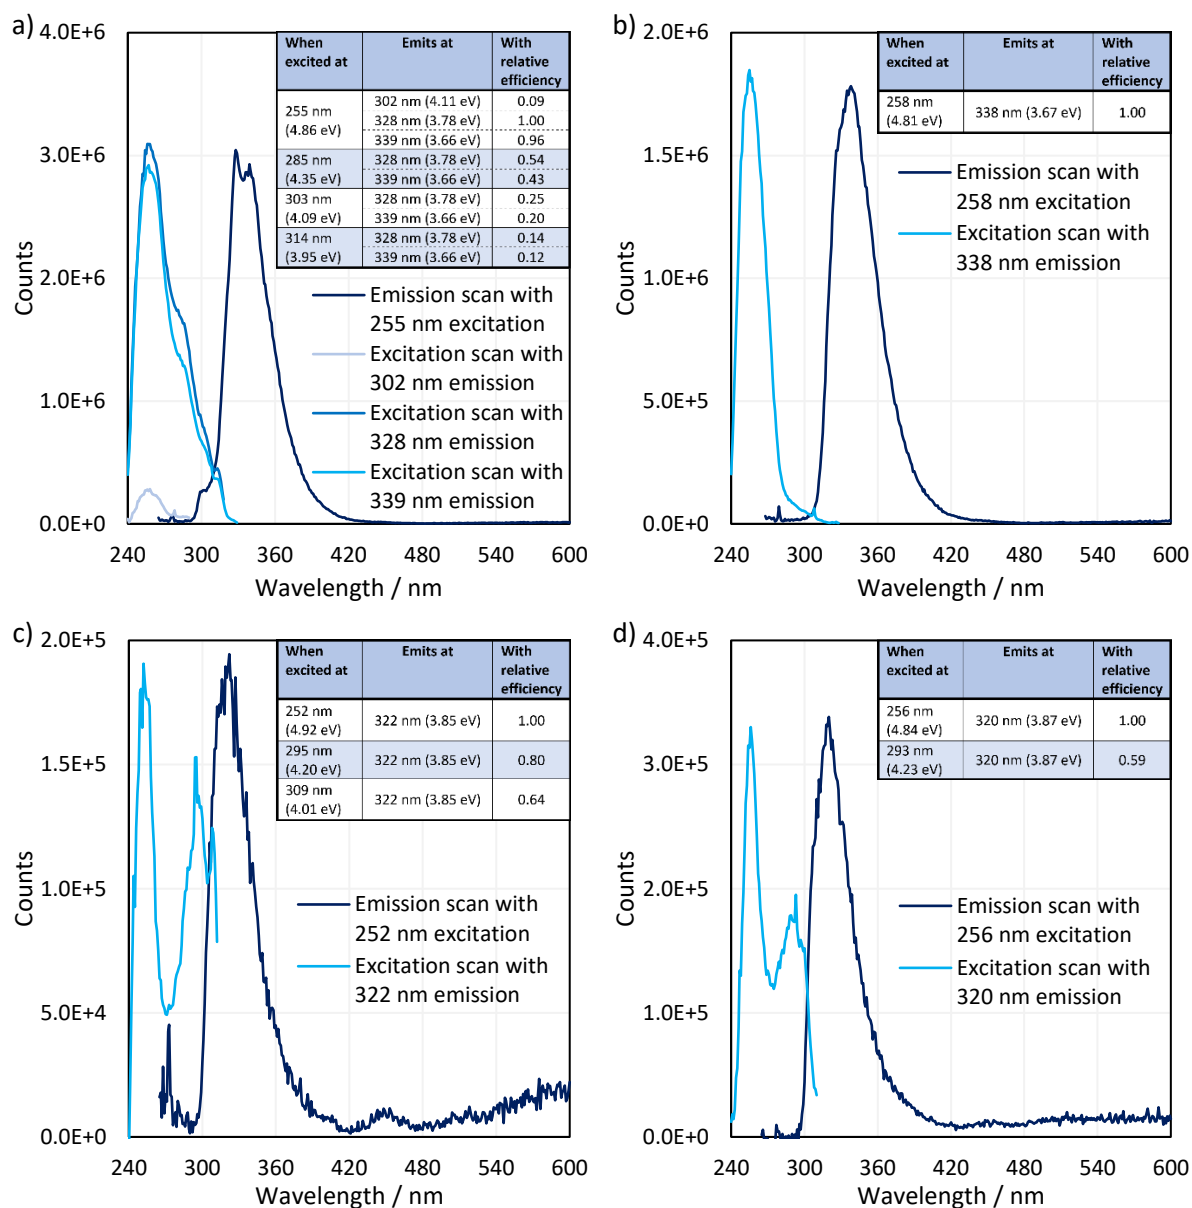 a)
4.0E+6
3.0E+6
2.0E+6
1.0E+6
0.0E+0
Counts
240 300 360 420 480 540 600
Wavelength / nm
When excited at Emits at With relative efficiency
255 nm (4.86 eV) 302 nm (4.11 eV) 0.09
328 nm (3.78 eV) 1.00
339 nm (3.66 eV) 0.96
285 nm (4.35 eV) 328 nm (3.78 eV) 0.54
339 nm (3.66 eV) 0.43
303 nm (4.09 eV) 328 nm (3.78 eV) 0.25
339 nm (3.66 eV) 0.20
314 nm (3.95 eV) 328 nm (3.78 eV) 0.14
339 nm (3.66 eV) 0.12
Emission scan with
255 nm excitation
Excitation scan with
302 nm emission
Excitation scan with
328 nm emission
Excitation scan with
339 nm emission
b)
2.0E+6
1.5E+6
1.0E+6
5.0E+5
0.0E+0
Counts
240 300 360 420 480 540 600
Wavelength / nm
When excited at Emits at With relative efficiency
258 nm (4.81 eV) 338 nm (3.67 eV) 1.00
Emission scan with
258 nm excitation
Excitation scan with
338 nm emission
c)
2.0E+5
1.5E+5
1.0E+5
5.0E+4
0.0E+0
Counts
240 300 360 420 480 540 600
Wavelength / nm
When excited at Emits at With relative efficiency
252 nm (4.92 eV) 322 nm (3.85 eV) 1.00
295 nm (4.20 eV) 322 nm (3.85 eV) 0.80
309 nm (4.01 eV) 322 nm (3.85 eV) 0.64
Emission scan with
252 nm excitation
Excitation scan with
322 nm emission
d)
4.0E+5
3.0E+5
2.0E+5
1.0E+5
0.0E+0
Counts
240 300 360 420 480 540 600
Wavelength / nm
When excited at Emits at With relative efficiency
256 nm (4.84 eV) 320 nm (3.87 eV) 1.00
293 nm (4.23 eV) 320 nm (3.87 eV) 0.59
Emission scan with
256 nm excitation
Excitation scan with
320 nm emission